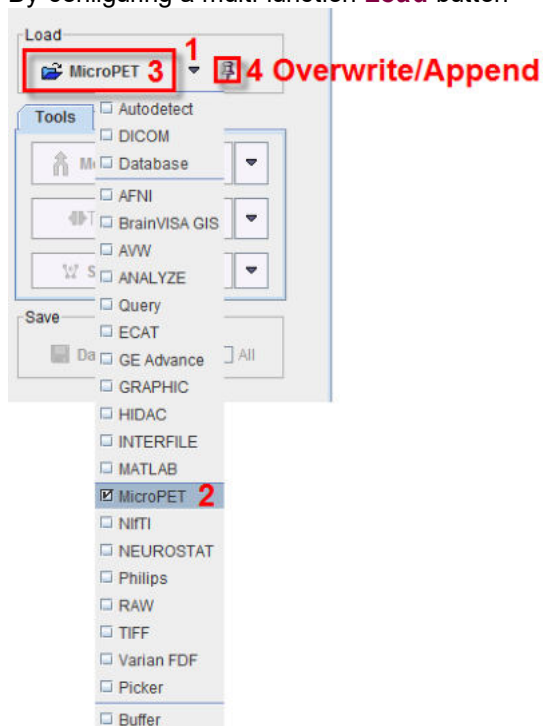 By configuring a multi function Load button
Load
MicroPET 3 1 4 Overwrite/Append
Tools
Autodetect
DICOM
Database
AFNI
BrainVISA GIS
AVW
ANALYZE
Query
Save
ECAT
GE Advance
All
GRAPHIC
HIDAC
INTERFILE
MATLAB
MicroPET 2
NIfTI
NEUROSTAT
Philips
RAW
TIFF
Varian FDF
Picker
Buffer